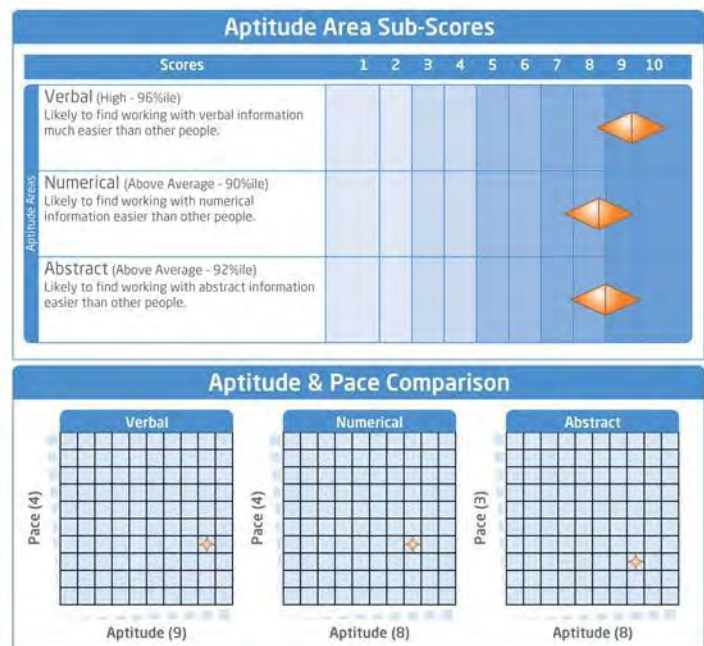 Aptitude Area Sub-Scores
Scores 1 2 3 4 5 6 7 8 9 10
Aptitude Areas
Verbal (High - 96%ile)
Likely to find working with verbal information
much easier than other people.
Numerical (Above Average - 90%ile)
Likely to find working with numerical
information easier than other people.
Abstract (Above Average - 92%ile)
Likely to find working with abstract information
easier than other people.
Aptitude & Pace Comparison
Verbal
Pace (4)
Aptitude (9)
Numerical
Pace (4)
Aptitude (8)
Abstract
Pace (3)
Aptitude (8)